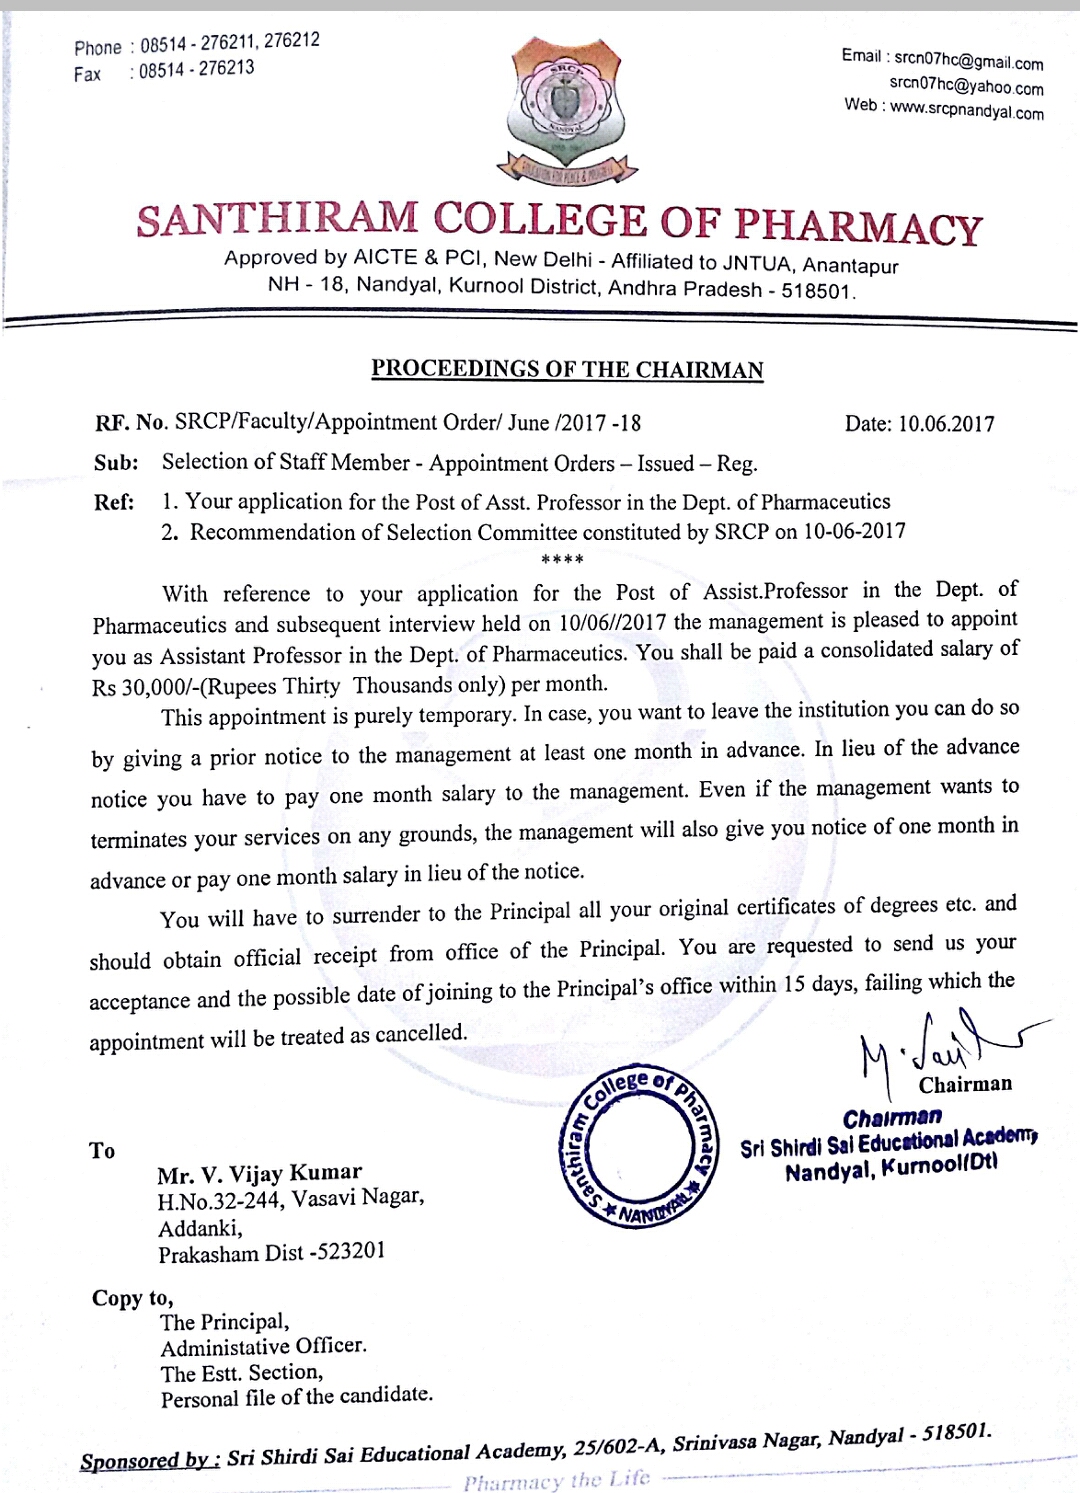 Phone : 08514 - 276211, 276212
Fax : 08514 - 276213
Email : srcn07hc@gmail.com
srcn07hc@yahoo.com
Web : www.srcpnandyal.com
SRCP
NANDYAL
EDUCATION FOR PEACE & PROGRESS
SANTHIRAM COLLEGE OF PHARMACY
Approved by AICTE & PCI, New Delhi - Affiliated to JNTUA, Anantapur
NH - 18, Nandyal, Kurnool District, Andhra Pradesh - 518501.
PROCEEDINGS OF THE CHAIRMAN
RF. No. SRCP/Faculty/Appointment Order/ June /2017 -18 Date: 10.06.2017
Sub: Selection of Staff Member - Appointment Orders – Issued – Reg.
Ref: 1. Your application for the Post of Asst. Professor in the Dept. of Pharmaceutics
2. Recommendation of Selection Committee constituted by SRCP on 10-06-2017
****
With reference to your application for the Post of Assist.Professor in the Dept. of
Pharmaceutics and subsequent interview held on 10/06//2017 the management is pleased to appoint
you as Assistant Professor in the Dept. of Pharmaceutics. You shall be paid a consolidated salary of
Rs 30,000/-(Rupees Thirty Thousands only) per month.
This appointment is purely temporary. In case, you want to leave the institution you can do so
by giving a prior notice to the management at least one month in advance. In lieu of the advance
notice you have to pay one month salary to the management. Even if the management wants to
terminates your services on any grounds, the management will also give you notice of one month in
advance or pay one month salary in lieu of the notice.
You will have to surrender to the Principal all your original certificates of degrees etc. and
should obtain official receipt from office of the Principal. You are requested to send us your
acceptance and the possible date of joining to the Principal's office within 15 days, failing which the
appointment will be treated as cancelled.
Chairman
Chairman
Sri Shirdi Sai Educational Academy
Nandyal, Kurnool(Dt)
Santhiram College of Pharmacy
★ NANDYAL ★
To
Mr. V. Vijay Kumar
H.No.32-244, Vasavi Nagar,
Addanki,
Prakasham Dist -523201
Copy to,
The Principal,
Administative Officer.
The Estt. Section,
Personal file of the candidate.
Sponsored by : Sri Shirdi Sai Educational Academy, 25/602-A, Srinivasa Nagar, Nandyal - 518501.
Pharmacy the Life